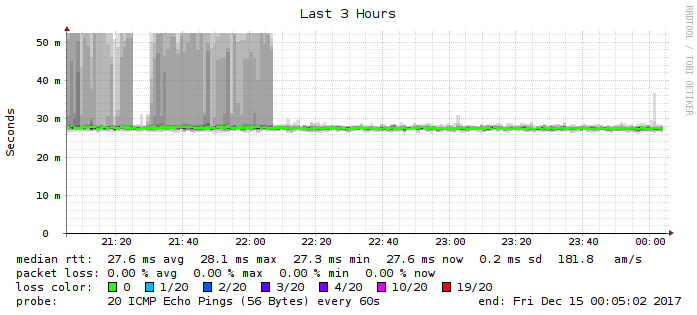 Last 3 Hours
RRDTOOL / TOBI OETIKER
Seconds
50 m
40 m
30 m
20 m
10 m
0
21:20 21:40 22:00 22:20 22:40 23:00 23:20 23:40 00:00
median rtt: 27.6 ms avg 28.1 ms max 27.3 ms min 27.6 ms now 0.2 ms sd 181.8 am/s
packet loss: 0.00 % avg 0.00 % max 0.00 % min 0.00 % now
loss color: 0 1/20 2/20 3/20 4/20 10/20 19/20
probe: 20 ICMP Echo Pings (56 Bytes) every 60s end: Fri Dec 15 00:05:02 2017